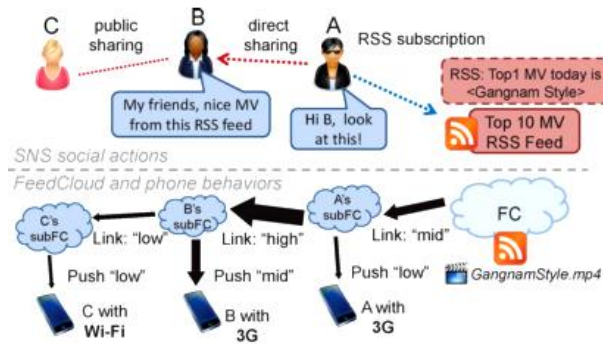 C
B
A
public sharing
direct sharing
RSS subscription
RSS: Top1 MV today is
<Gangnam Style>
My friends, nice MV
from this RSS feed
Hi B, look
at this!
Top 10 MV
RSS Feed
SNS social actions
FeedCloud and phone behaviors
C's
subFC
B's
subFC
A's
subFC
FC
Link: “low”
Link: “high”
Link: “mid”
Push “low”
Push “mid”
Push “low”
GangnamStyle.mp4
C with
Wi-Fi
B with
3G
A with
3G